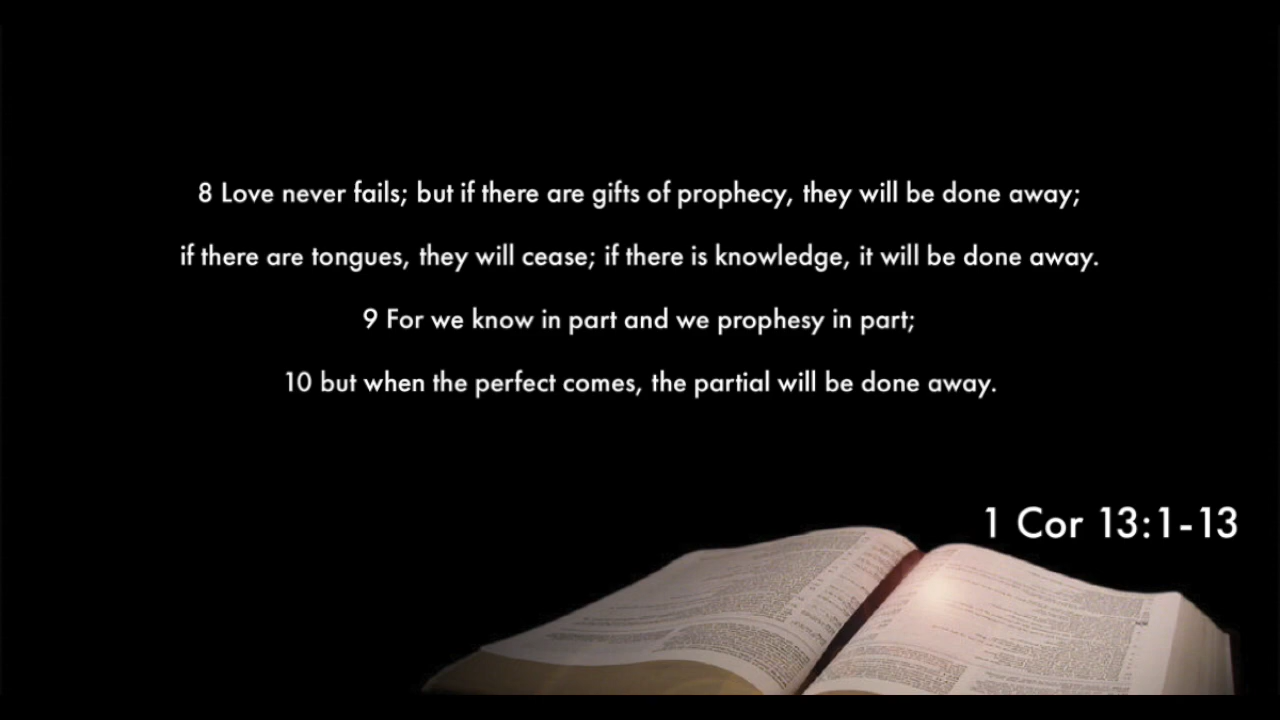 8 Love never fails; but if there are gifts of prophecy, they will be done away;
if there are tongues, they will cease; if there is knowledge, it will be done away.
9 For we know in part and we prophesy in part;
10 but when the perfect comes, the partial will be done away.
1 Cor 13:1-13